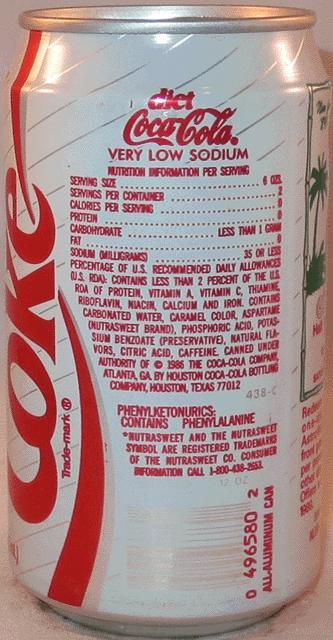 diet
Coca-Cola®
VERY LOW SODIUM
NUTRITION INFORMATION PER SERVING
SERVING SIZE 6 OZ.
SERVINGS PER CONTAINER 2
CALORIES PER SERVING 0
PROTEIN 0
CARBOHYDRATE LESS THAN 1 GRAM
FAT 0
SODIUM (MILLIGRAMS) 35 OR LESS
PERCENTAGE OF U.S. RECOMMENDED DAILY ALLOWANCES
(U.S. RDA): CONTAINS LESS THAN 2 PERCENT OF THE U.S.
RDA OF PROTEIN, VITAMIN A, VITAMIN C, THIAMINE,
RIBOFLAVIN, NIACIN, CALCIUM AND IRON. CONTAINS
CARBONATED WATER, CARAMEL COLOR, ASPARTAME
(NUTRASWEET BRAND), PHOSPHORIC ACID, POTAS-
SIUM BENZOATE (PRESERVATIVE), NATURAL FLA-
VORS, CITRIC ACID, CAFFEINE. CANNED UNDER
AUTHORITY OF © 1986 THE COCA-COLA COMPANY,
ATLANTA, GA. BY HOUSTON COCA-COLA BOTTLING
COMPANY, HOUSTON, TEXAS 77012
438-C
PHENYLKETONURICS:
CONTAINS PHENYLALANINE
*NUTRASWEET AND THE NUTRASWEET
SYMBOL ARE REGISTERED TRADEMARKS
OF THE NUTRASWEET CO. CONSUMER
INFORMATION CALL 1-800-438-2653.
12 OZ
0 496580 2
ALL-ALUMINUM CAN
Coke
Trade-mark ®